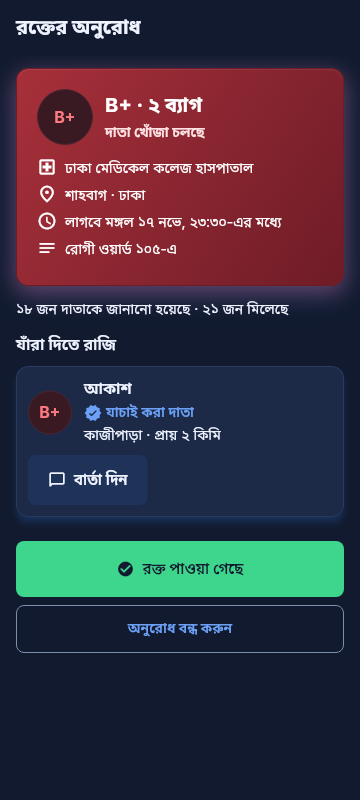 রক্তের অনুরোধ
B+
B+ · ২ ব্যাগ
দাতা খোঁজা চলছে
ঢাকা মেডিকেল কলেজ হাসপাতাল
শাহবাগ · ঢাকা
লাগবে মঙ্গল ১৭ নভে, ২৩:৩০-এর মধ্যে
রোগী ওয়ার্ড ১০৫-এ
১৮ জন দাতাকে জানানো হয়েছে · ২১ জন মিলেছে
যাঁরা দিতে রাজি
B+
আকাশ
যাচাই করা দাতা
কাজীপাড়া · প্রায় ২ কিমি
বার্তা দিন
রক্ত পাওয়া গেছে
অনুরোধ বন্ধ করুন